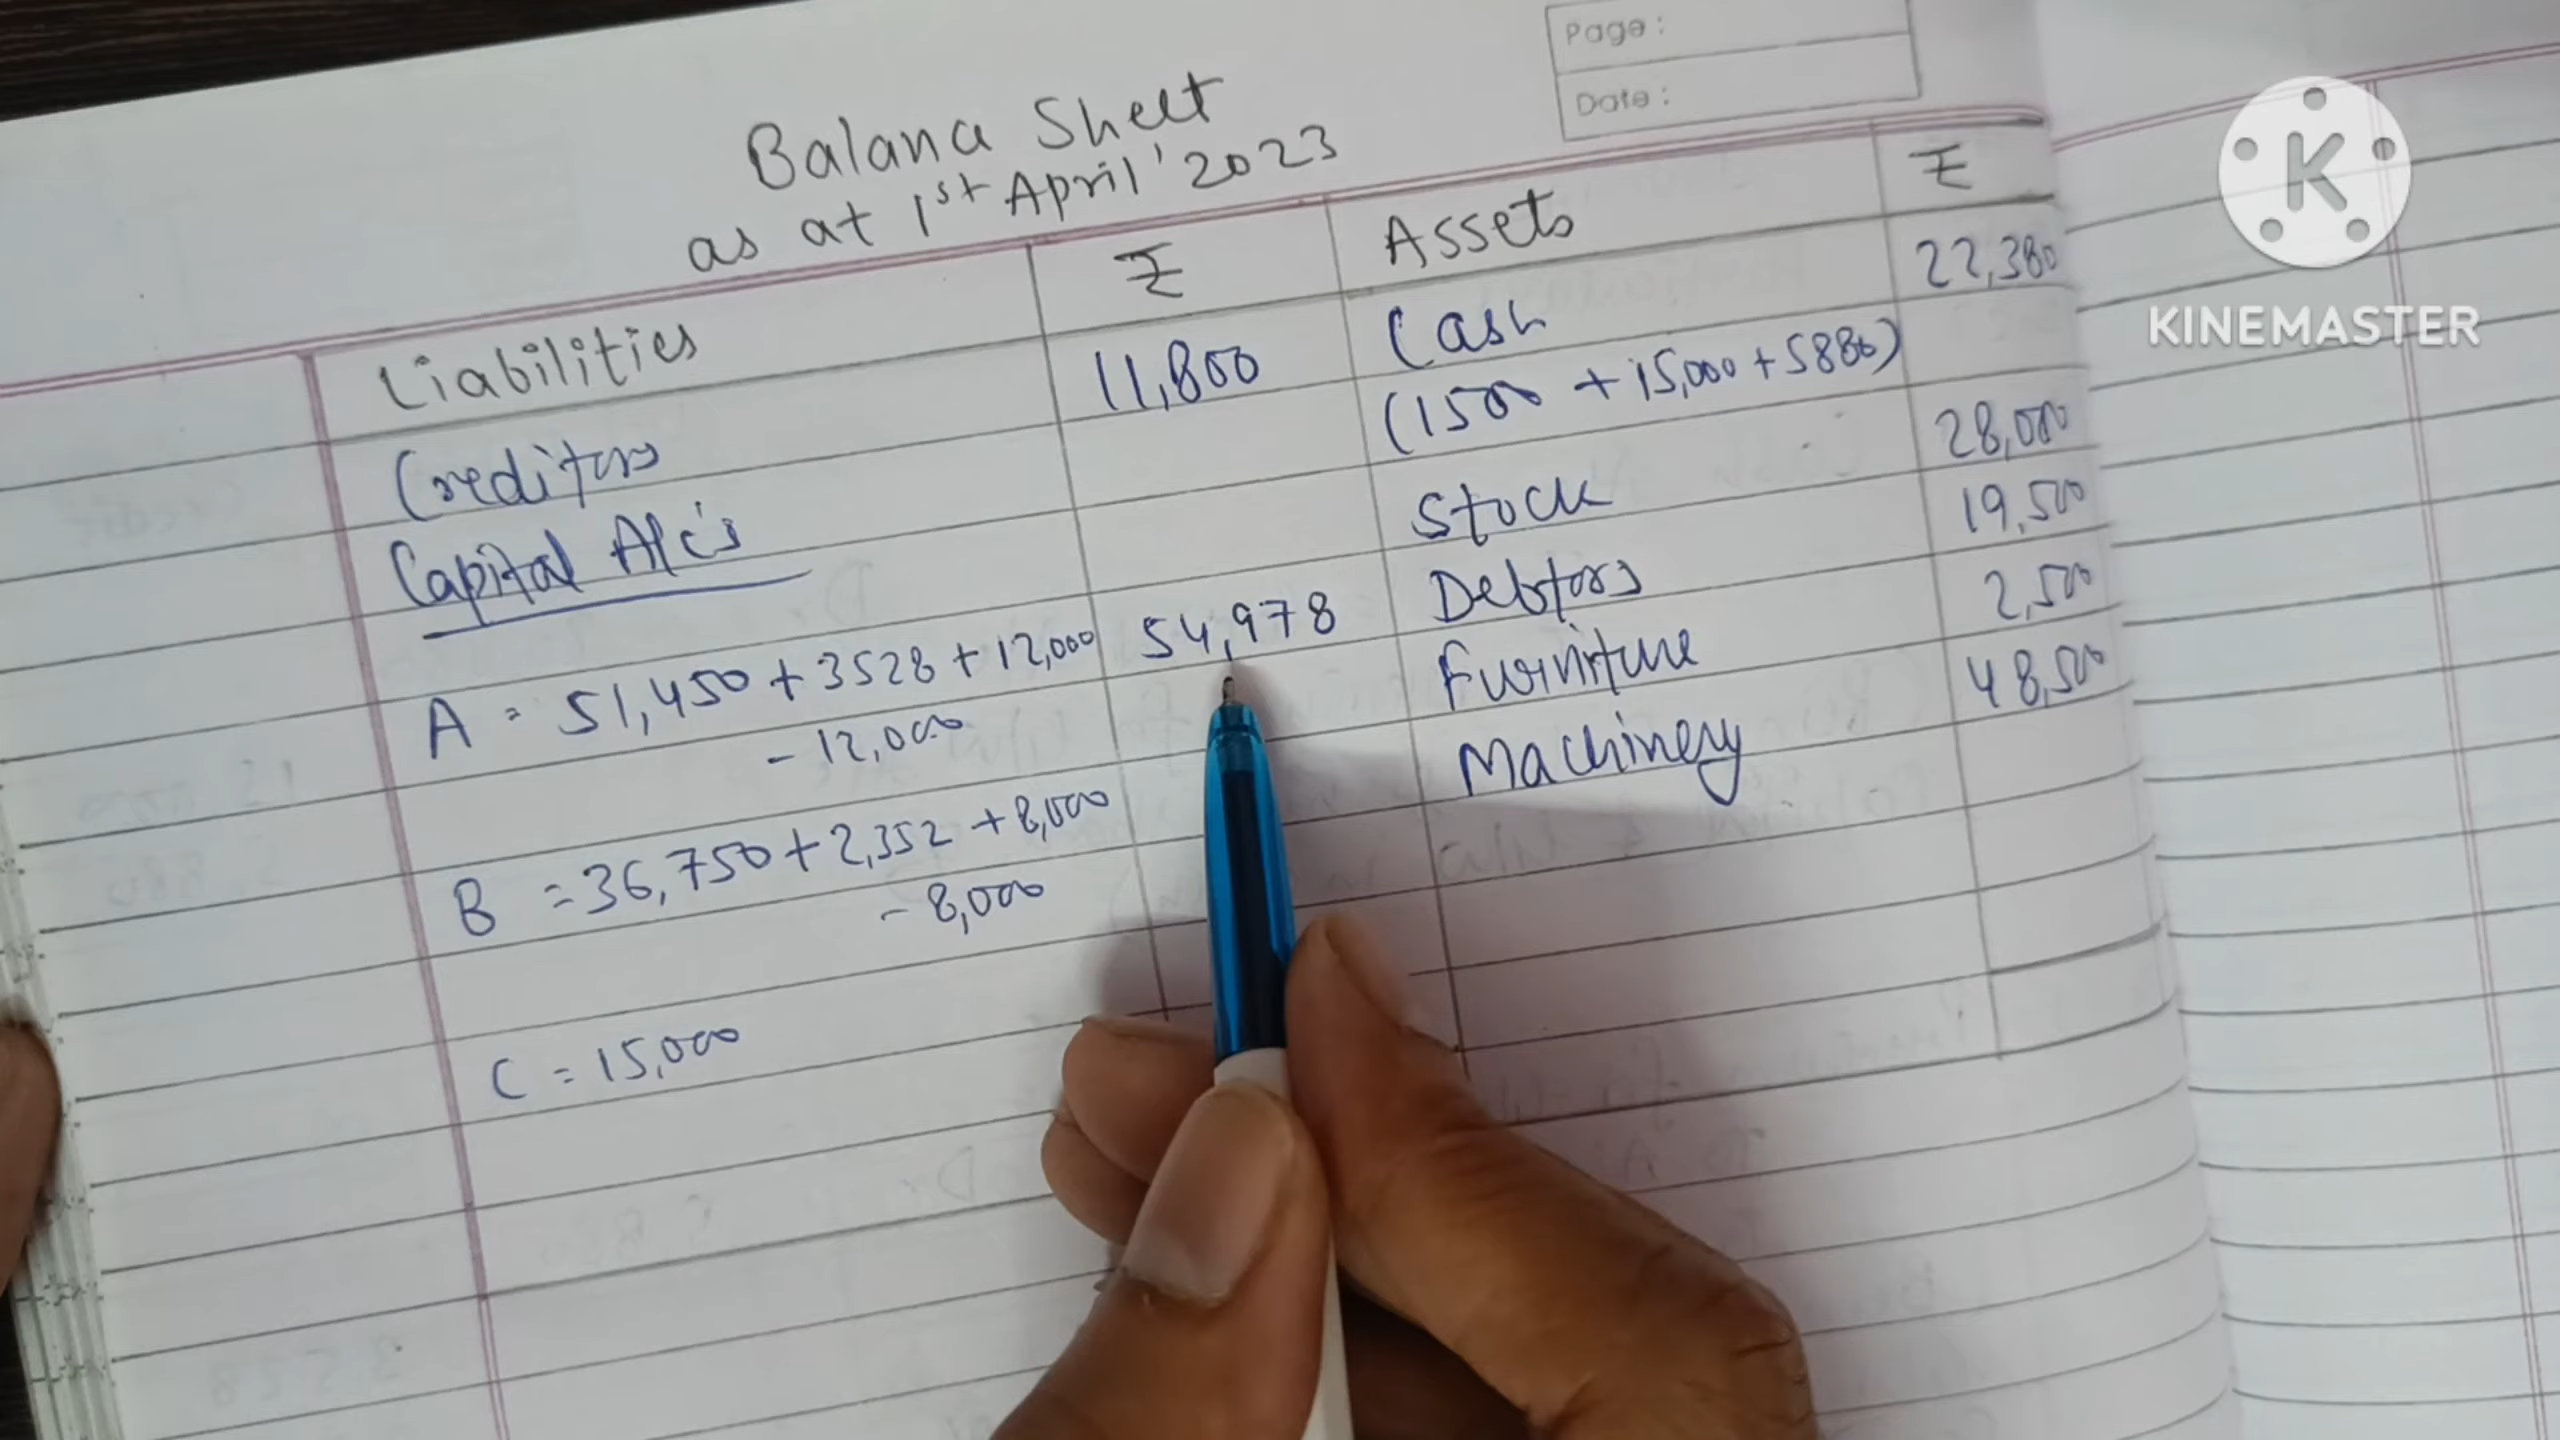 Page :
Date :
Balana Sheet
as at 1st April '2023
Liabilities ₹ Assets ₹
Creditors 11,800 Cash 22,380
(1500 + 15,000 + 5880)
Capital A/c's Stock 28,000
Debtors 19,500
A = 51,450 + 3528 + 12,000 54,978 Furniture 2,500
- 12,000 Machinery 48,500
B = 36,750 + 2,352 + 8,000
- 8,000
C = 15,000
K
KINEMASTER